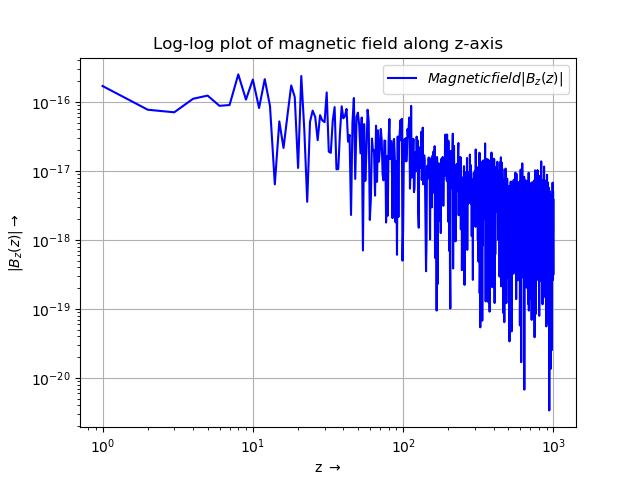 Log-log plot of magnetic field along z-axis
Magneticfield|B_z(z)|
|B_z(z)| →
10^{-16}
10^{-17}
10^{-18}
10^{-19}
10^{-20}
10^0 10^1 10^2 10^3
z →